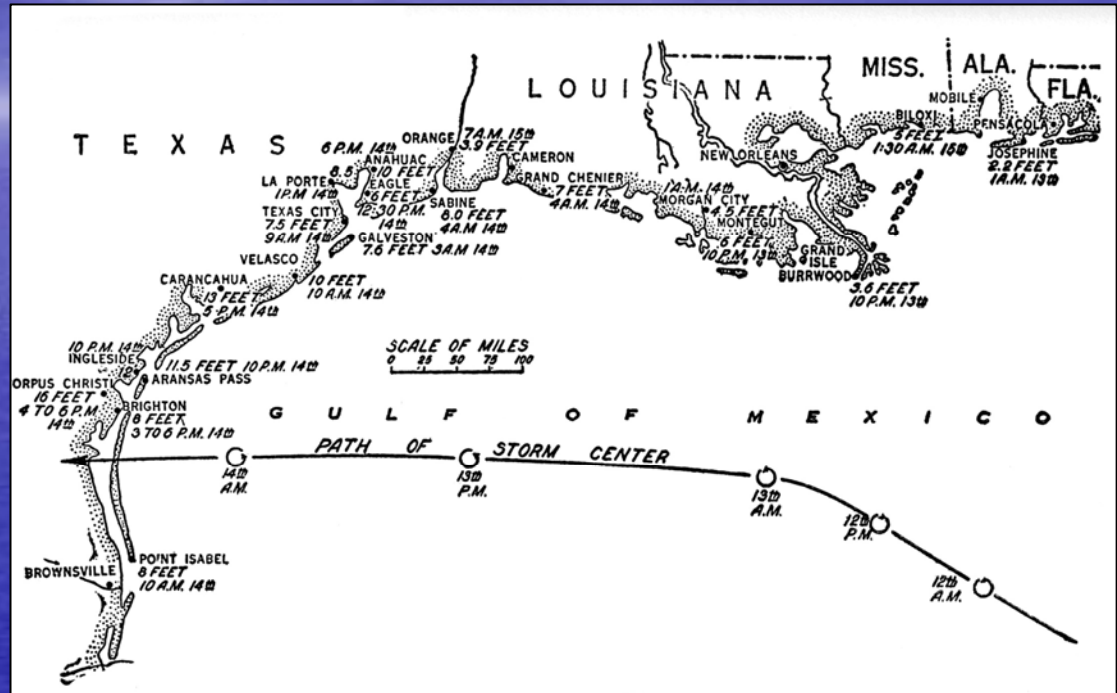 MISS.
ALA.
FLA.
LOUISIANA
TEXAS
MOBILE
BILOXI
5 FEET
1:30 A.M. 15th
PENSACOLA
JOSEPHINE
2.2 FEET
1 A.M. 13th
NEW ORLEANS
7 A.M. 15th
ORANGE
3.9 FEET
6 P.M. 14th
ANAHUAC
10 FEET
8.5
LA PORTE
1 P.M 14th
EAGLE
6 FEET
12:30 P.M.
14th
CAMERON
GRAND CHENIER
7 FEET
4 A.M. 14th
SABINE
8.0 FEET
4 A.M 14th
1 A.M. 14th
MORGAN CITY
4.5 FEET
MONTEGUT
6 FEET
10 P.M. 13th
GRAND
ISLE
BURRWOOD
3.6 FEET
10 P.M. 13th
TEXAS CITY
7.5 FEET
9 A.M 14th
GALVESTON
7.6 FEET 3 AM 14th
VELASCO
10 FEET
10 A.M. 14th
CARANCAHUA
13 FEET
5 P.M. 14th
SCALE OF MILES
0 25 50 75 100
10 P.M. 14th
INGLESIDE
11.5 FEET 10 P.M. 14th
ARANSAS PASS
ORPUS CHRISTI
16 FEET
4 TO 6 P.M.
14th
BRIGHTON
8 FEET
3 TO 6 P.M. 14th
GULF OF MEXICO
PATH OF STORM CENTER
14th
A.M.
13th
P.M.
13th
A.M.
12th
P.M.
12th
A.M.
POINT ISABEL
8 FEET
10 A.M. 14th
BROWNSVILLE